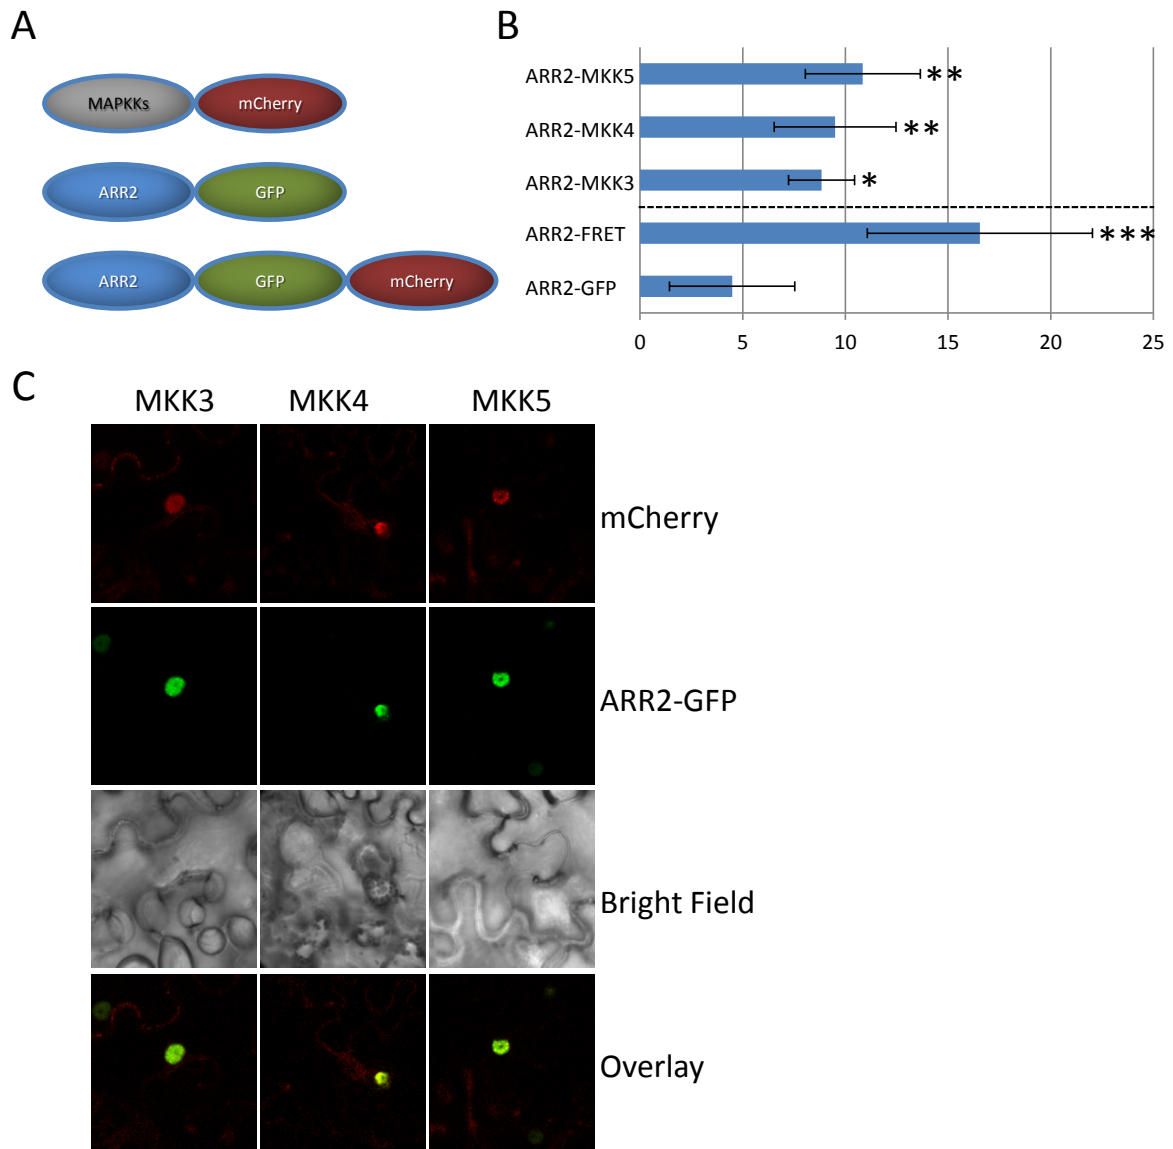 A
MAPKKs mCherry
ARR2 GFP
ARR2 GFP mCherry
B
ARR2-MKK5 **
ARR2-MKK4 **
ARR2-MKK3 *
ARR2-FRET ***
ARR2-GFP
0 5 10 15 20 25
C
MKK3 MKK4 MKK5
mCherry
ARR2-GFP
Bright Field
Overlay